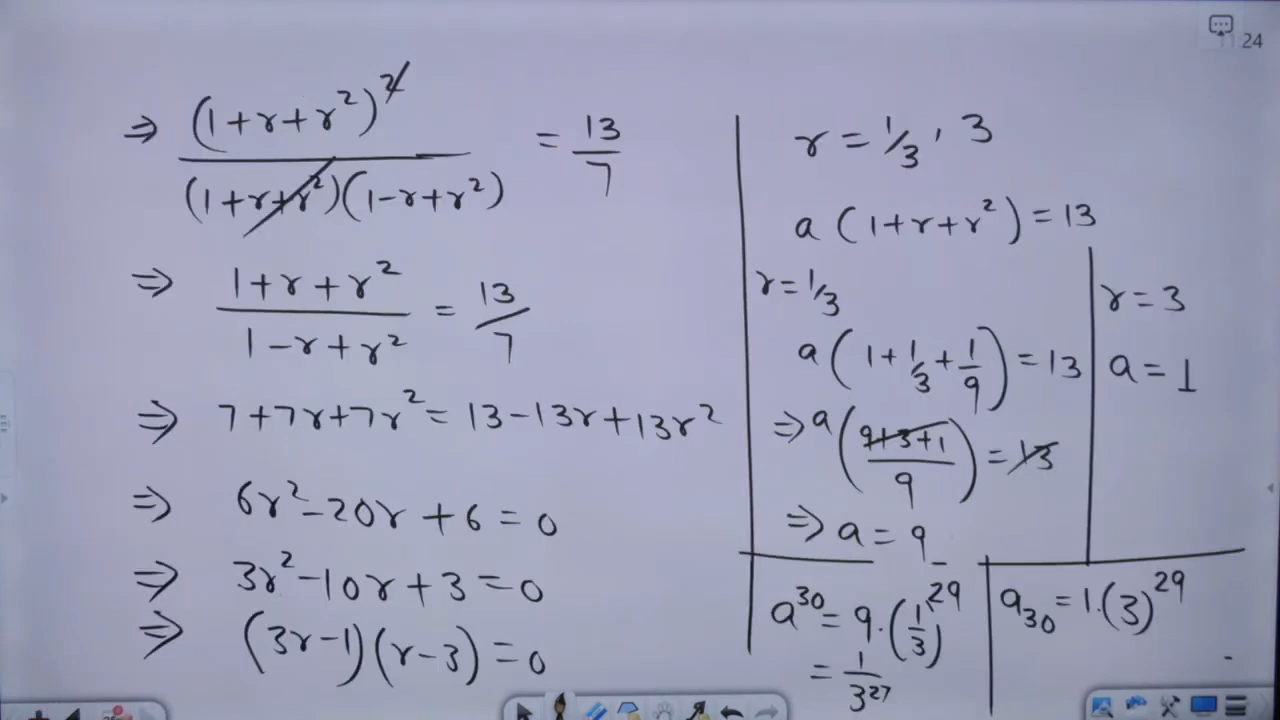 24
⇒ (1+r+r²)² / (1+r+r²)(1-r+r²) = 13/7
⇒ 1+r+r² / 1-r+r² = 13/7
⇒ 7+7r+7r² = 13-13r+13r²
⇒ 6r²-20r+6=0
⇒ 3r²-10r+3=0
⇒ (3r-1)(r-3)=0
r = 1/3, 3
a(1+r+r²)=13
r=1/3
a(1+1/3+1/9)=13
⇒ a(9+3+1/9)=13
⇒ a=9
r=3
a=1
a³⁰=9.(1/3)²⁹
=1/3²⁷
a₃₀=1.(3)²⁹